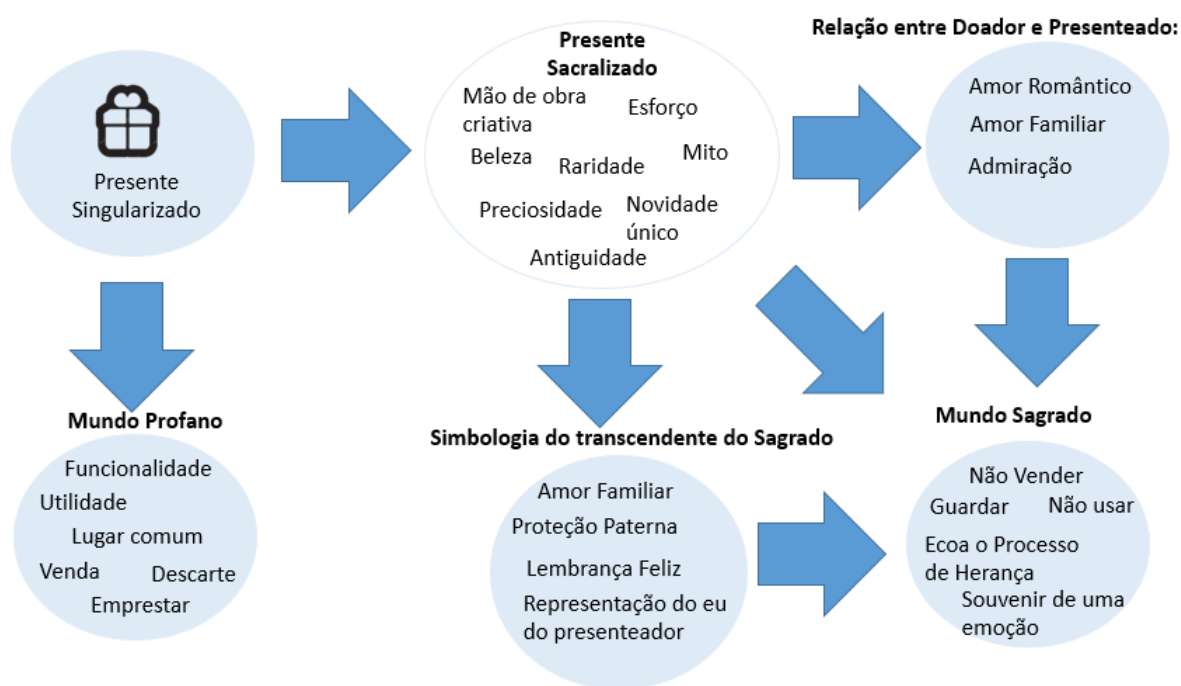 Presente
Singularizado
Presente
Sacralizado
Mão de obra
criativa
Esforço
Beleza
Raridade
Mito
Preciosidade
Novidade
único
Antiguidade
Relação entre Doador e Presenteado:
Amor Romântico
Amor Familiar
Admiração
Mundo Profano
Funcionalidade
Utilidade
Lugar comum
Venda
Descarte
Emprestar
Simbologia do transcendente do Sagrado
Amor Familiar
Proteção Paterna
Lembrança Feliz
Representação do eu
do presenteador
Mundo Sagrado
Não Vender
Guardar
Não usar
Ecoa o Processo
de Herança
Souvenir de uma
emoção